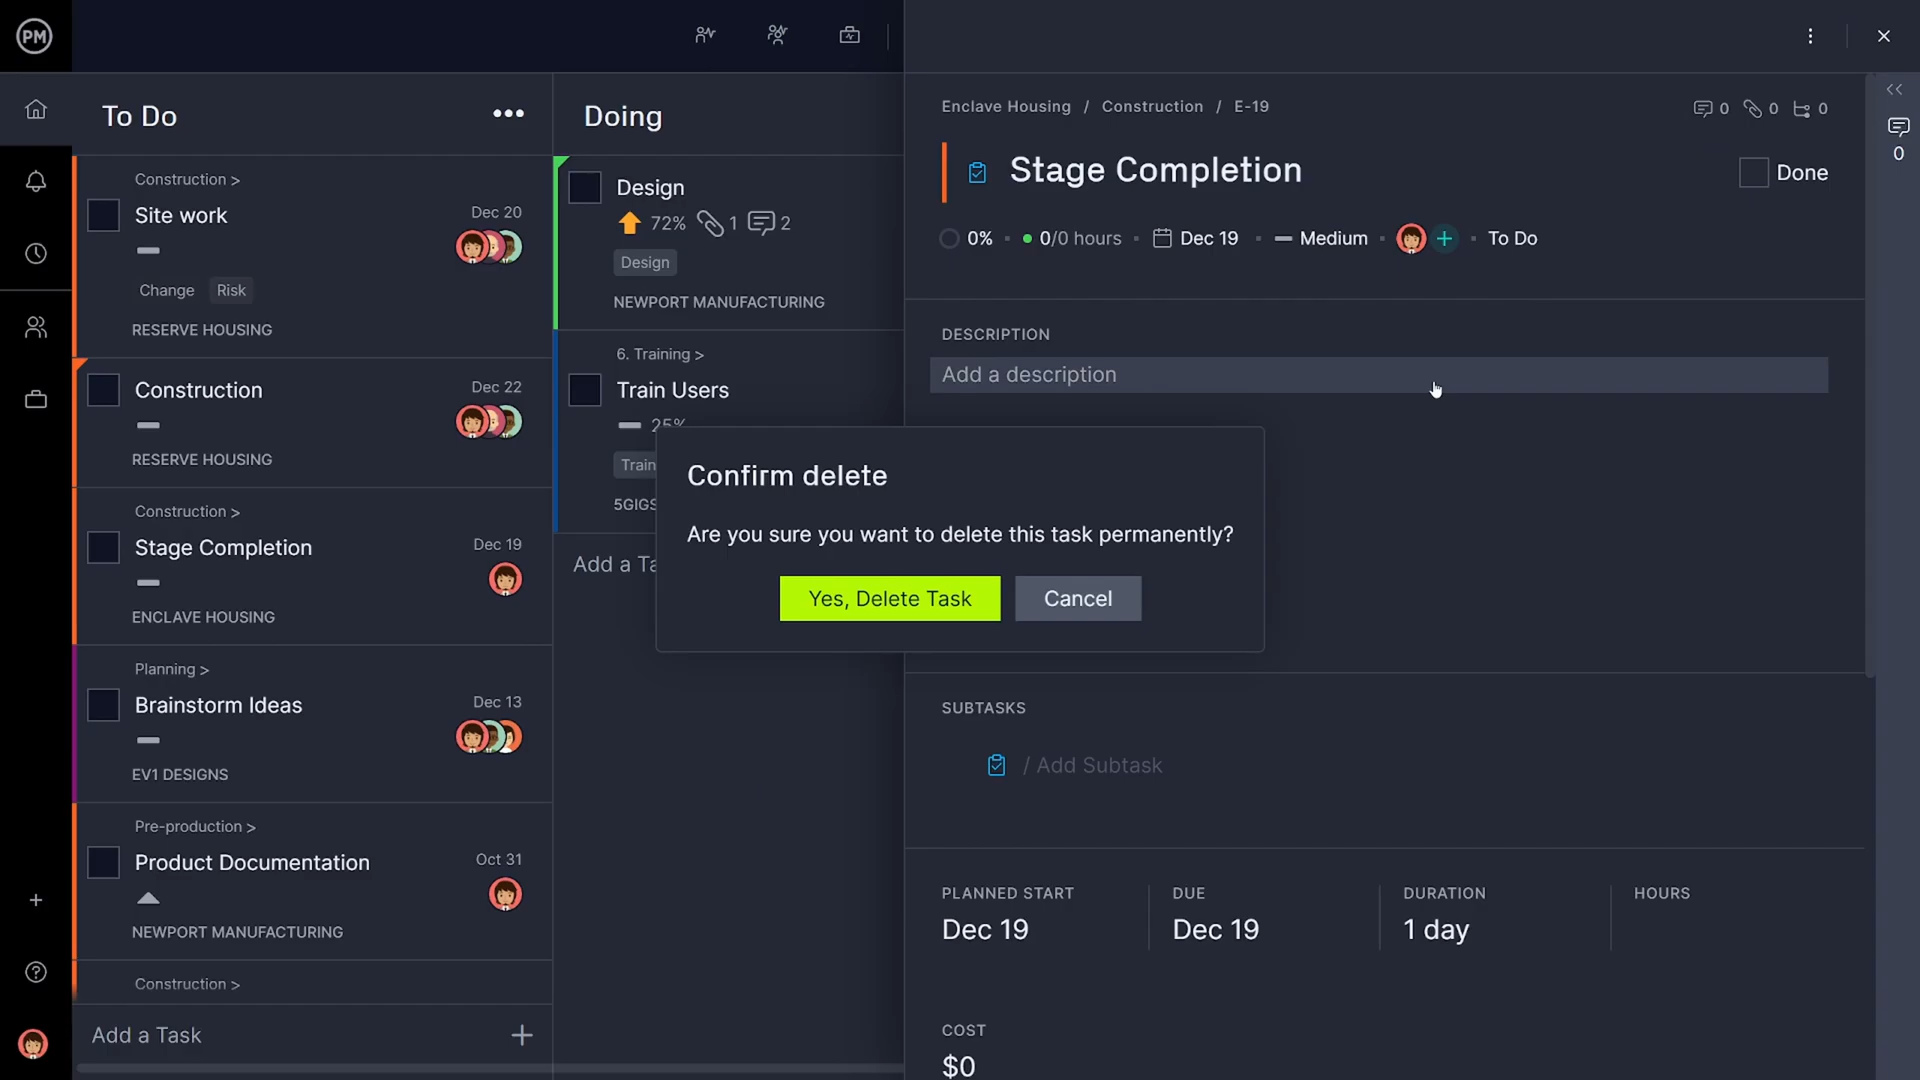 PM
To Do
Construction >
Site work
Dec 20
Change Risk
RESERVE HOUSING
Construction
Dec 22
RESERVE HOUSING
Construction >
Stage Completion
Dec 19
ENCLAVE HOUSING
Planning >
Brainstorm Ideas
Dec 13
EV1 DESIGNS
Pre-production >
Product Documentation
Oct 31
NEWPORT MANUFACTURING
Construction >
Add a Task
Doing
Design
72% 1 2
Design
NEWPORT MANUFACTURING
6. Training >
Train Users
25%
Train
5GIGS
Add a Ta
Confirm delete
Are you sure you want to delete this task permanently?
Yes, Delete Task
Cancel
Enclave Housing / Construction / E-19
0 0 0
0
Stage Completion
Done
0% 0/0 hours Dec 19 Medium To Do
DESCRIPTION
Add a description
SUBTASKS
/ Add Subtask
PLANNED START
Dec 19
DUE
Dec 19
DURATION
1 day
HOURS
COST
$0